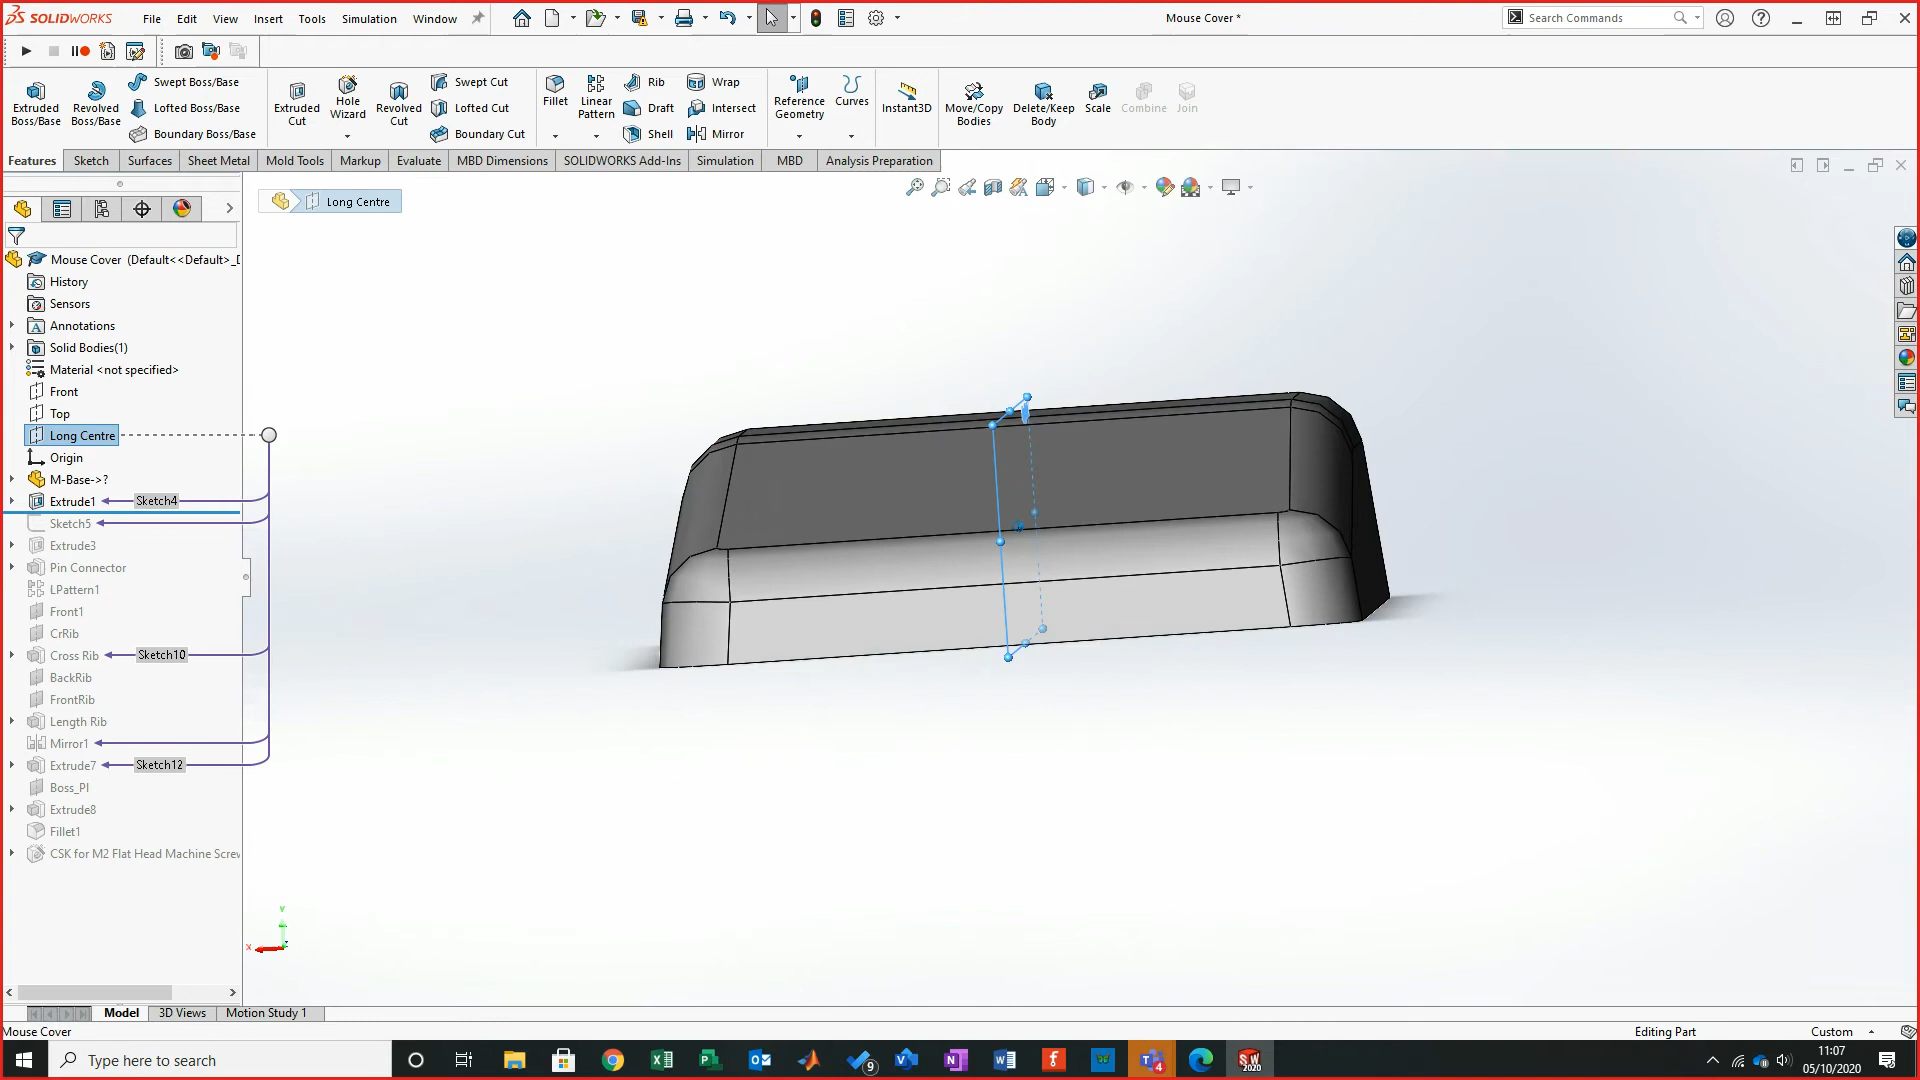 SOLIDWORKS File Edit View Insert Tools Simulation Window Mouse Cover * Search Commands
Extruded Boss/Base
Revolved Boss/Base
Swept Boss/Base
Lofted Boss/Base
Boundary Boss/Base
Extruded Cut
Hole Wizard
Revolved Cut
Swept Cut
Lofted Cut
Boundary Cut
Fillet
Linear Pattern
Rib
Draft
Shell
Wrap
Intersect
Mirror
Reference Geometry
Curves
Instant3D
Move/Copy Bodies
Delete/Keep Body
Scale
Combine
Join
Features Sketch Surfaces Sheet Metal Mold Tools Markup Evaluate MBD Dimensions SOLIDWORKS Add-Ins Simulation MBD Analysis Preparation
Long Centre
Mouse Cover (Default<<Default>_D
History
Sensors
Annotations
Solid Bodies(1)
Material <not specified>
Front
Top
Long Centre
Origin
M-Base->?
Extrude1 Sketch4
Sketch5
Extrude3
Pin Connector
LPattern1
Front1
CrRib
Cross Rib Sketch10
BackRib
FrontRib
Length Rib
Mirror1
Extrude7 Sketch12
Boss_Pl
Extrude8
Fillet1
CSK for M2 Flat Head Machine Screw
Y
X
Model 3D Views Motion Study 1
Mouse Cover Editing Part Custom
Type here to search
9
4
SW 2020
11:07
05/10/2020